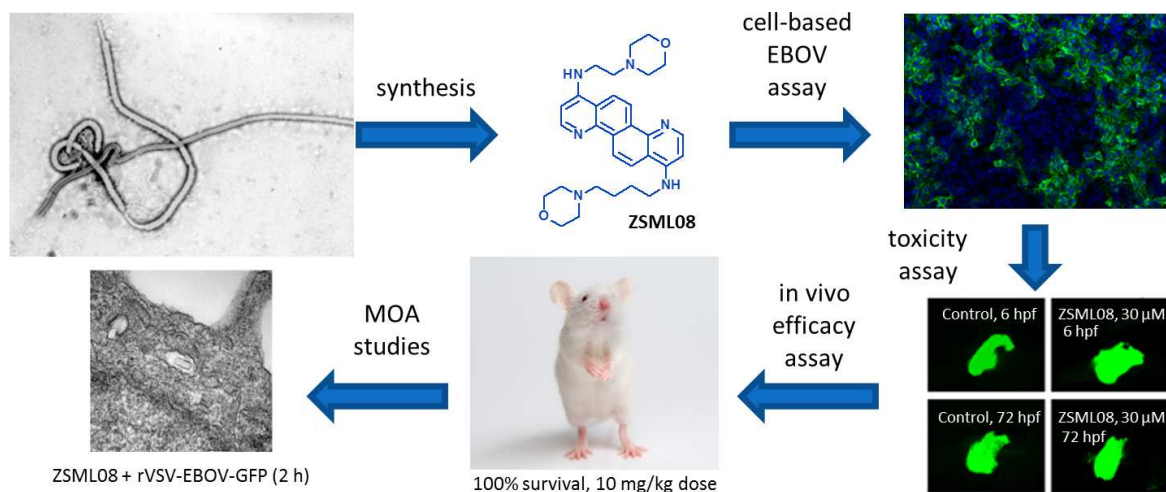 synthesis
O
N
HN
N
N
NH
N
O
ZSML08
cell-based
EBOV
assay
toxicity
assay
Control, 6 hpf
ZSML08, 30 µM
6 hpf
Control, 72 hpf
ZSML08, 30 µM
72 hpf
in vivo
efficacy
assay
100% survival, 10 mg/kg dose
MOA
studies
ZSML08 + rVSV-EBOV-GFP (2 h)